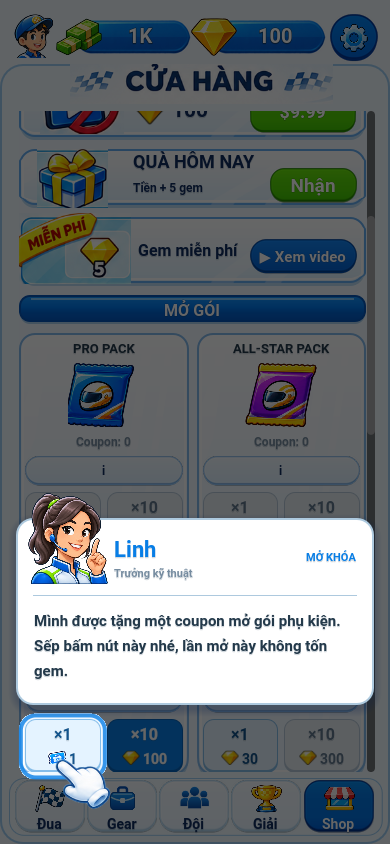 1K
100
CỬA HÀNG
100
$9.99
QUÀ HÔM NAY
Tiền + 5 gem
Nhận
MIỄN PHÍ
5
Gem miễn phí
▶ Xem video
MỞ GÓI
PRO PACK
ALL-STAR PACK
Coupon: 0
Coupon: 0
i
i
×1
×10
×1
×10
Linh
Trưởng kỹ thuật
MỞ KHÓA
Mình được tặng một coupon mở gói phụ kiện.
Sếp bấm nút này nhé, lần mở này không tốn
gem.
×1
×10
×1
×10
1
100
30
300
Đua
Gear
Đội
Giải
Shop